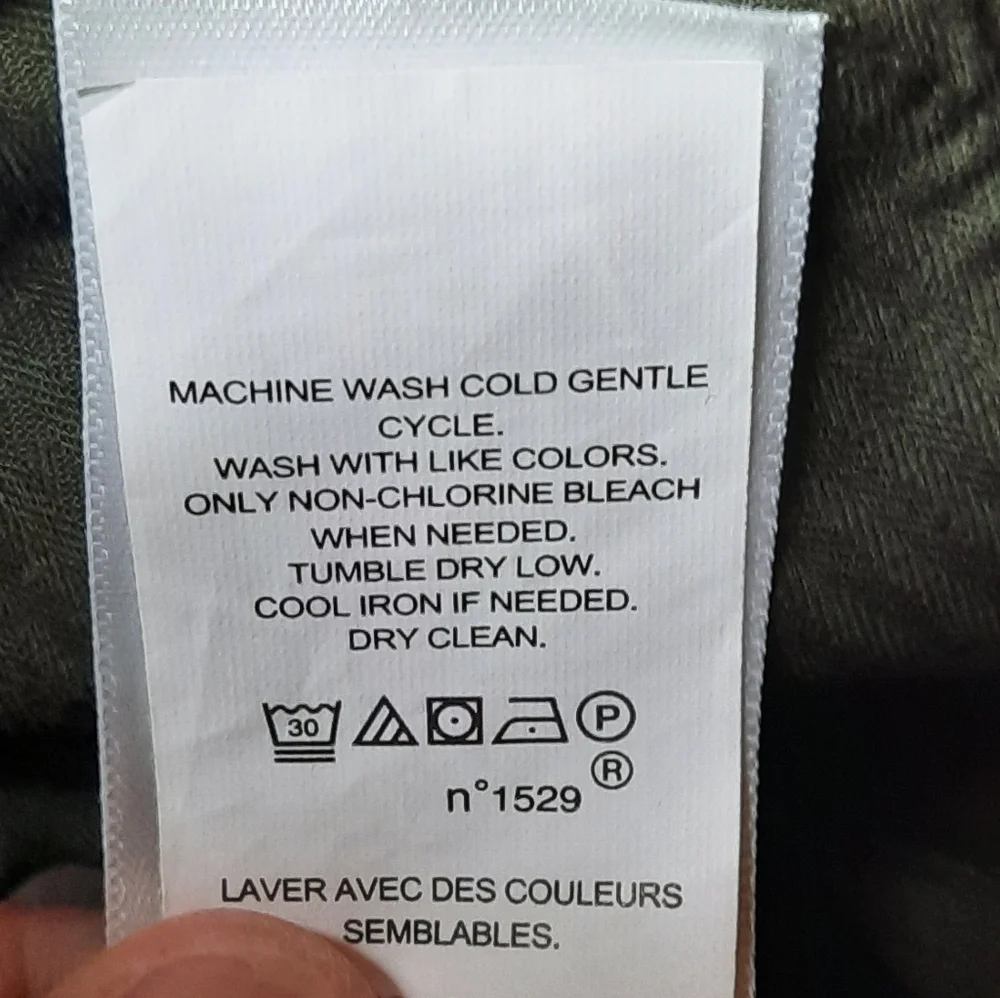 MACHINE WASH COLD GENTLE
CYCLE.
WASH WITH LIKE COLORS.
ONLY NON-CHLORINE BLEACH
WHEN NEEDED.
TUMBLE DRY LOW.
COOL IRON IF NEEDED.
DRY CLEAN.
30 P
®
n°1529
LAVER AVEC DES COULEURS
SEMBLABLES.